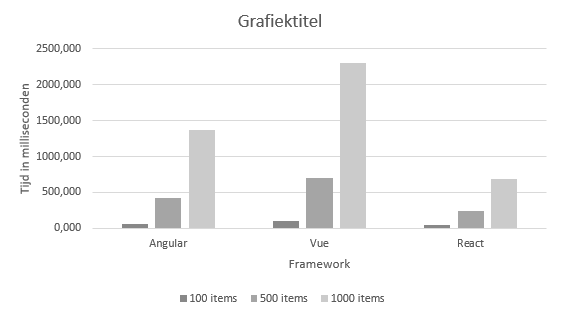 Grafiektitel
2500,000
2000,000
1500,000
1000,000
500,000
0,000
Tijd in milliseconden
Angular Vue React
Framework
100 items 500 items 1000 items